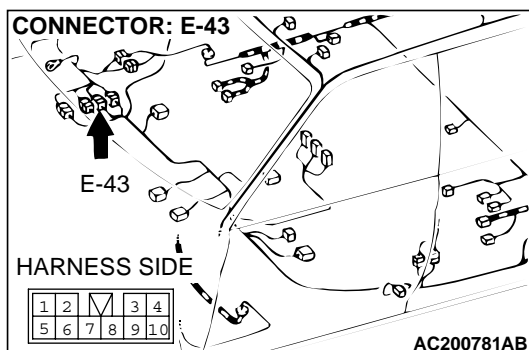 CONNECTOR: E-43
E-43
HARNESS SIDE
1 2 3 4
5 6 7 8 9 10
AC200781AB